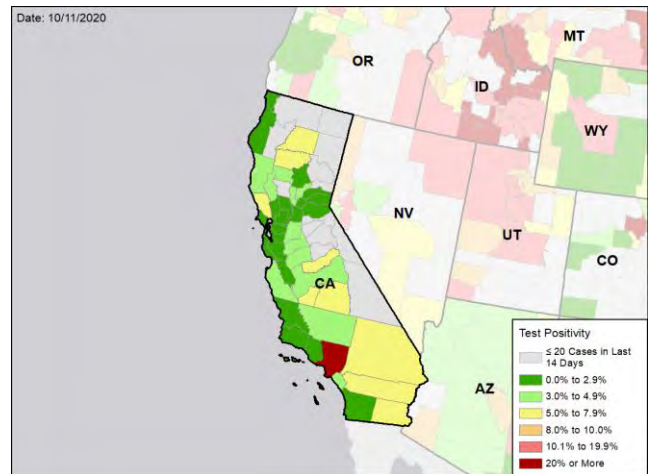 Date: 10/11/2020
OR
MT
ID
WY
NV
UT
CO
CA
AZ
Test Positivity
≤ 20 Cases in Last
14 Days
0.0% to 2.9%
3.0% to 4.9%
5.0% to 7.9%
8.0% to 10.0%
10.1% to 19.9%
20% or More